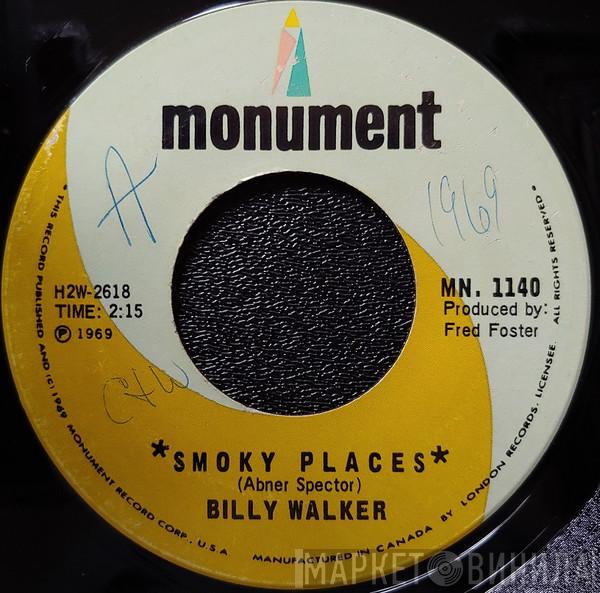 monument
A
1969
H2W-2618
TIME: 2:15
Ⓟ 1969
MN. 1140
Produced by:
Fred Foster
C+W
*SMOKY PLACES*
(Abner Spector)
BILLY WALKER
• THIS RECORD PUBLISHED AND (C) 1969 MONUMENT RECORD CORP., U.S.A
MANUFACTURED IN CANADA BY LONDON RECORDS, LICENSEE. ALL RIGHTS RESERVED •
МАРКЕТ ВИНИЛА